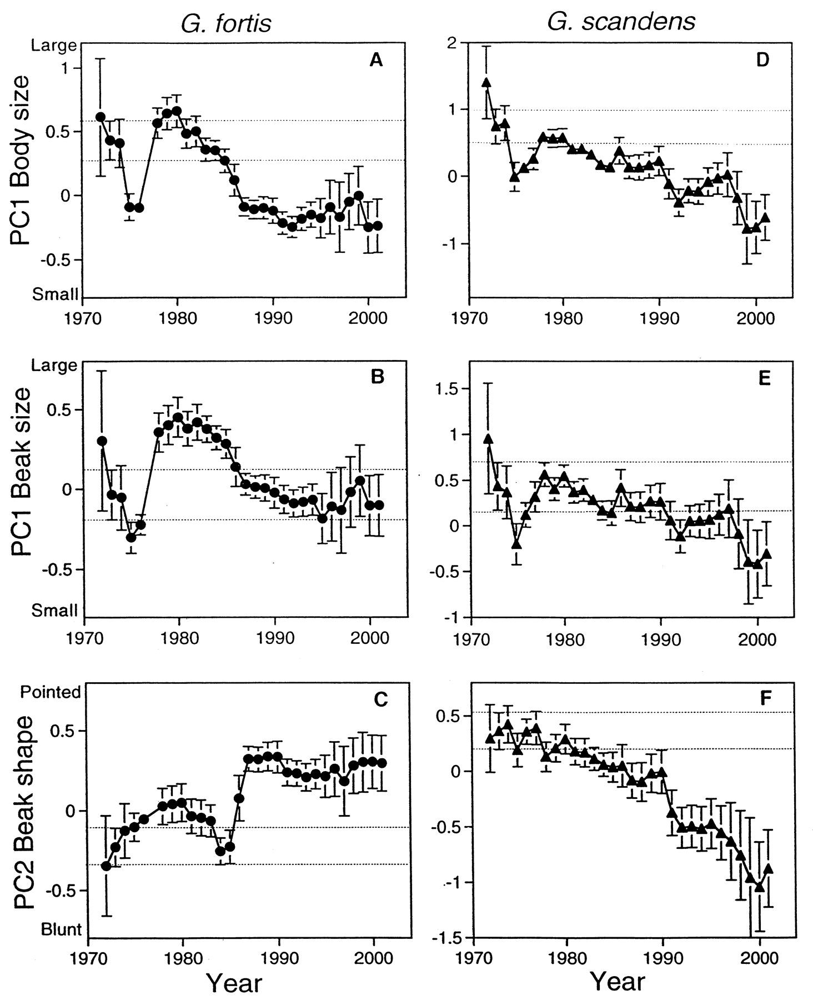 G. fortis
G. scandens
Large
1
0.5
0
-0.5
Small
PC1 Body size
A
1970 1980 1990 2000
2
1
0
-1
D
1970 1980 1990 2000
Large
0.5
0
-0.5
Small
PC1 Beak size
B
1970 1980 1990 2000
1.5
1
0.5
0
-0.5
-1
E
1970 1980 1990 2000
Pointed
0.5
0
-0.5
Blunt
PC2 Beak shape
C
1970 1980 1990 2000
Year
0.5
0
-0.5
-1
-1.5
F
1970 1980 1990 2000
Year